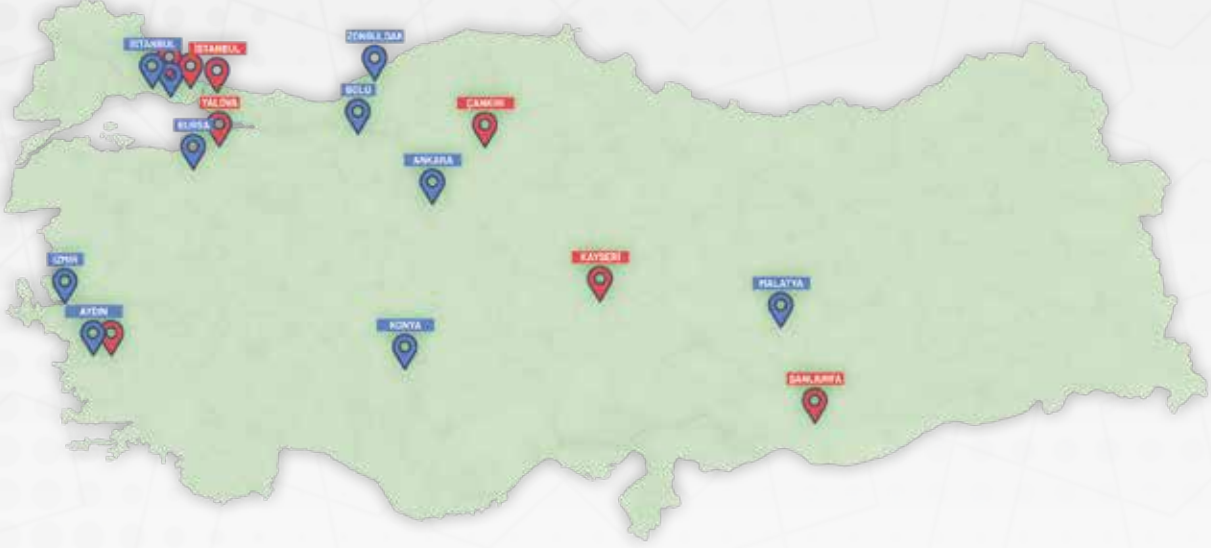 ZONGULDAK
İSTANBUL
İSTANBUL
BOLU
YALOVA
ÇANKIRI
BURSA
ANKARA
İZMİR
KAYSERİ
MALATYA
AYDIN
KONYA
ŞANLIURFA